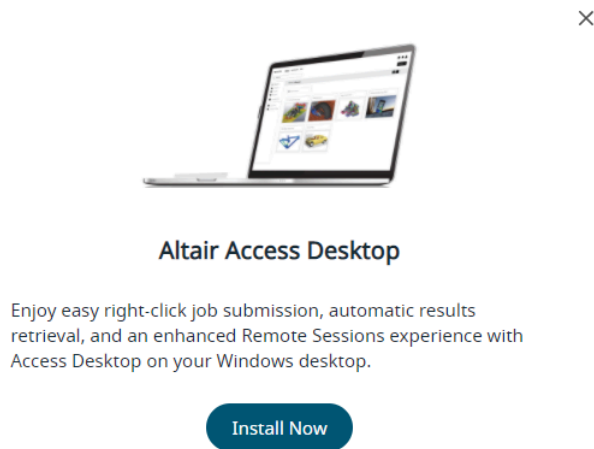 Altair Access Desktop
Enjoy easy right-click job submission, automatic results
retrieval, and an enhanced Remote Sessions experience with
Access Desktop on your Windows desktop.
Install Now